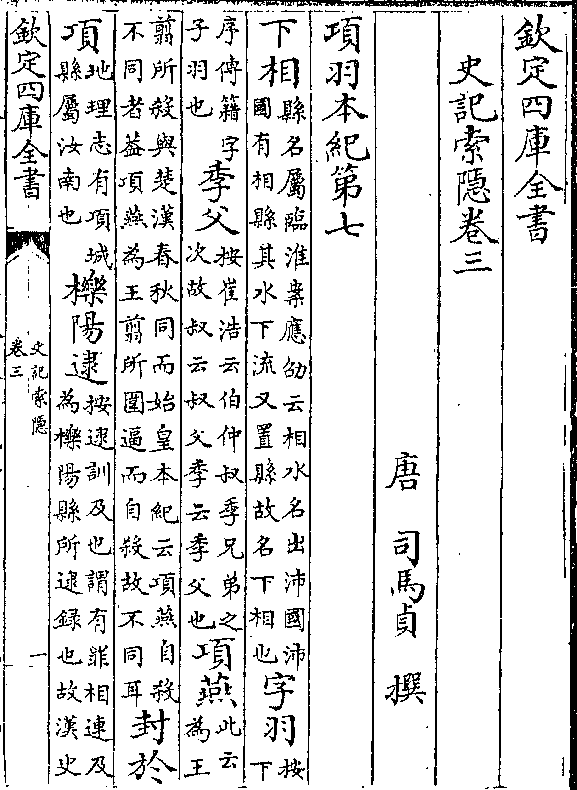 欽定四庫全書
史記索隱卷三
唐 司馬貞 撰
項羽本紀第七
下相縣名屬臨淮案應劭云相水名出沛國沛國有相縣其水下流又置縣故名下相也字羽按下
序傳籍字子羽也季父按崔浩云伯仲叔季兄弟之次故叔云叔父季云季父也項燕此云為王
翦所殺與楚漢春秋同而始皇本紀云項燕自殺不同者蓋項燕為王翦所圍逼而自殺故不同耳封於
項地理志有項城縣屬汝南也櫟陽逮按逮訓及也謂有罪相連及為櫟陽縣所逮録也故漢史
欽定四庫全書
史記索隱
卷三
一